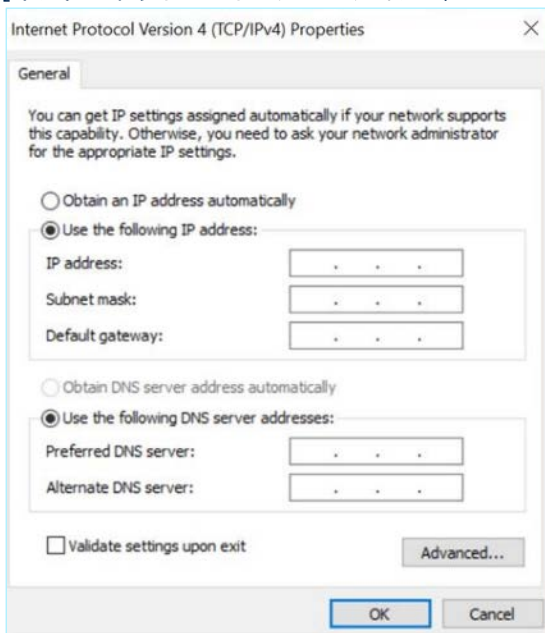 Internet Protocol Version 4 (TCP/IPv4) Properties
General
You can get IP settings assigned automatically if your network supports
this capability. Otherwise, you need to ask your network administrator
for the appropriate IP settings.
Obtain an IP address automatically
Use the following IP address:
IP address:
Subnet mask:
Default gateway:
Obtain DNS server address automatically
Use the following DNS server addresses:
Preferred DNS server:
Alternate DNS server:
Validate settings upon exit
Advanced...
OK Cancel